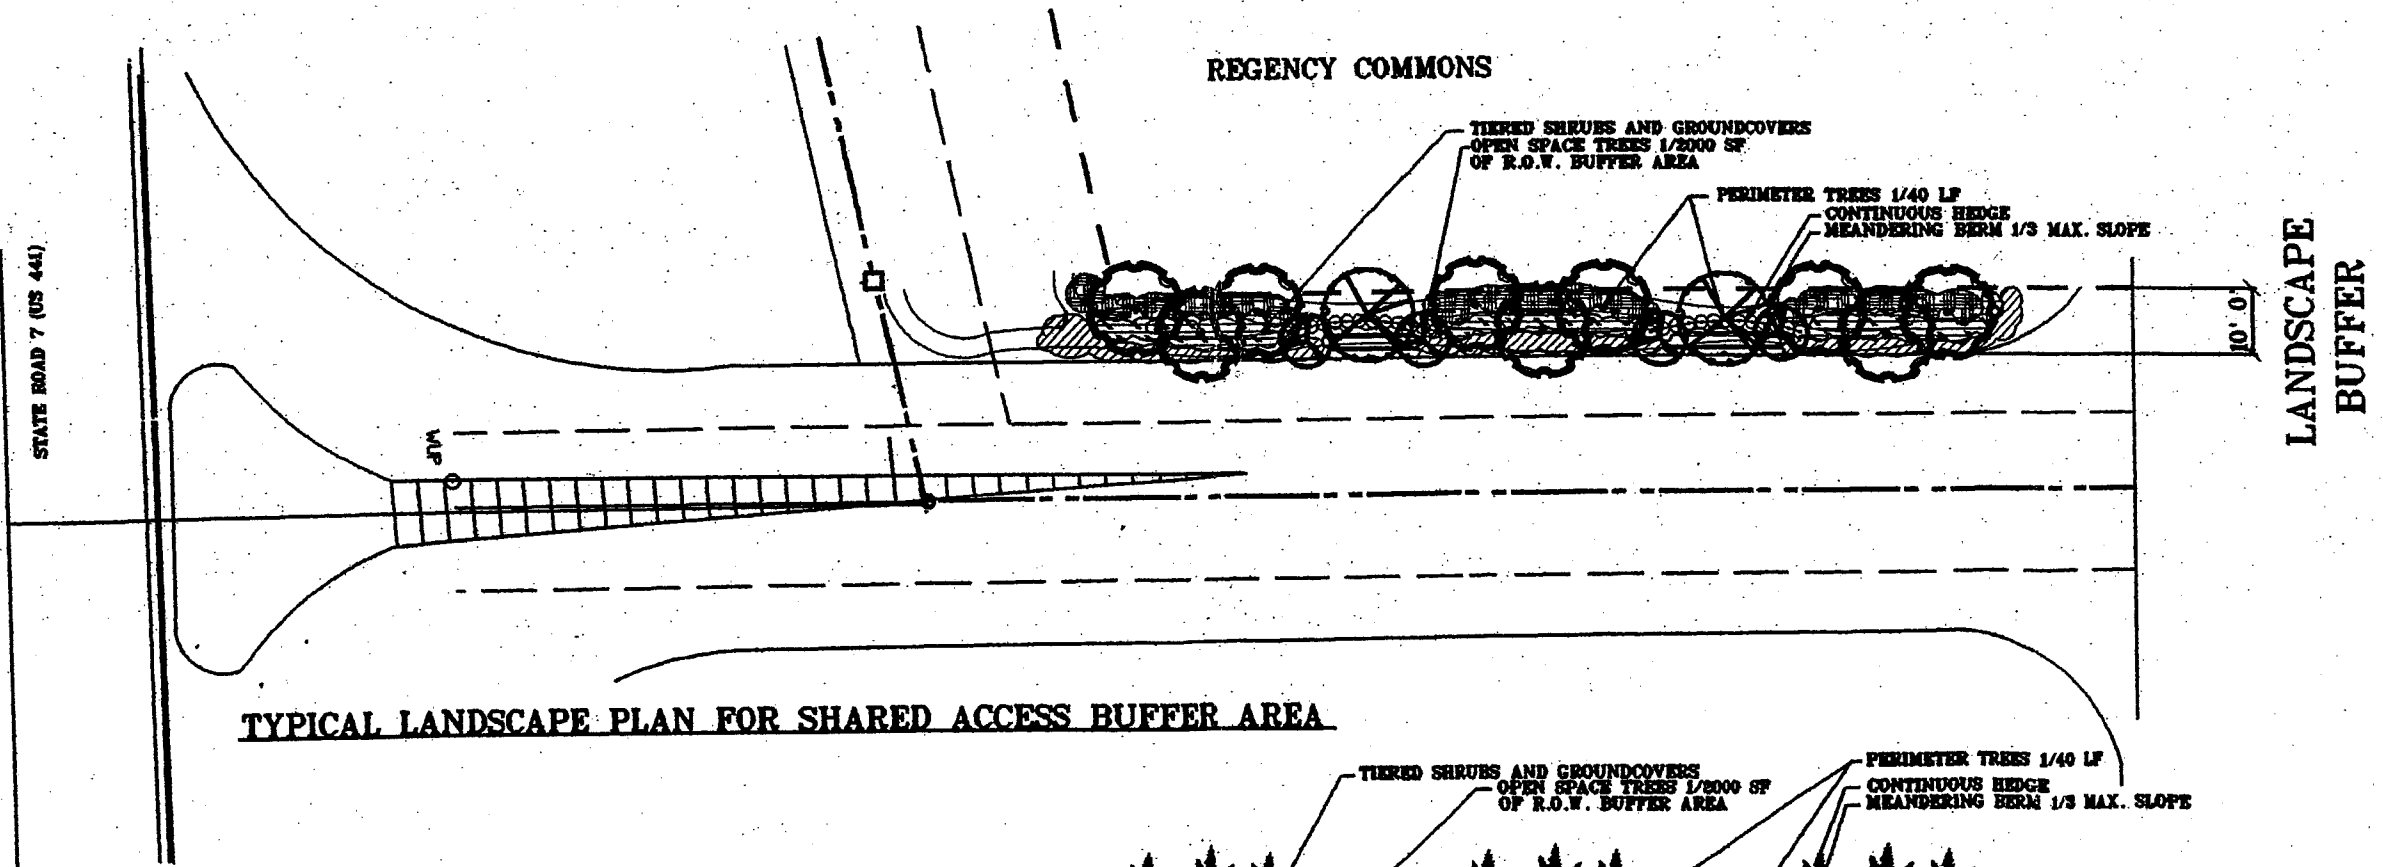 REGENCY COMMONS
TIERED SHRUBS AND GROUNDCOVERS
OPEN SPACE TREES 1/2000 SF
OF R.O.W. BUFFER AREA
PERIMETER TREES 1/40 LF
CONTINUOUS HEDGE
MEANDERING BERM 1/3 MAX. SLOPE
STATE ROAD 7 (US 441)
WUP
10' 0"
LANDSCAPE
BUFFER
TYPICAL LANDSCAPE PLAN FOR SHARED ACCESS BUFFER AREA
TIERED SHRUBS AND GROUNDCOVERS
OPEN SPACE TREES 1/2000 SF
OF R.O.W. BUFFER AREA
PERIMETER TREES 1/40 LF
CONTINUOUS HEDGE
MEANDERING BERM 1/3 MAX. SLOPE